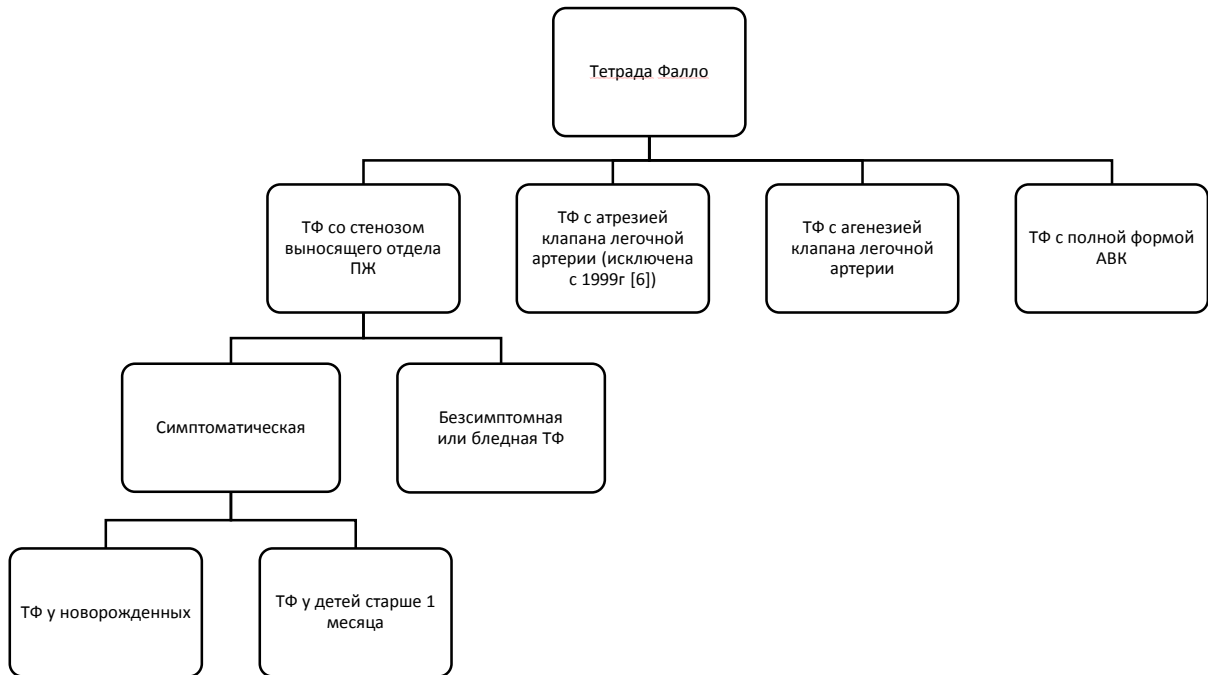 Тетрада Фалло
ТФ со стенозом
выносящего отдела
ПЖ
ТФ с атрезией
клапана легочной
артерии (исключена
с 1999г [6])
ТФ с агенезией
клапана легочной
артерии
ТФ с полной формой
АВК
Симптоматическая
Безсимптомная
или бледная ТФ
ТФ у новорожденных
ТФ у детей старше 1
месяца